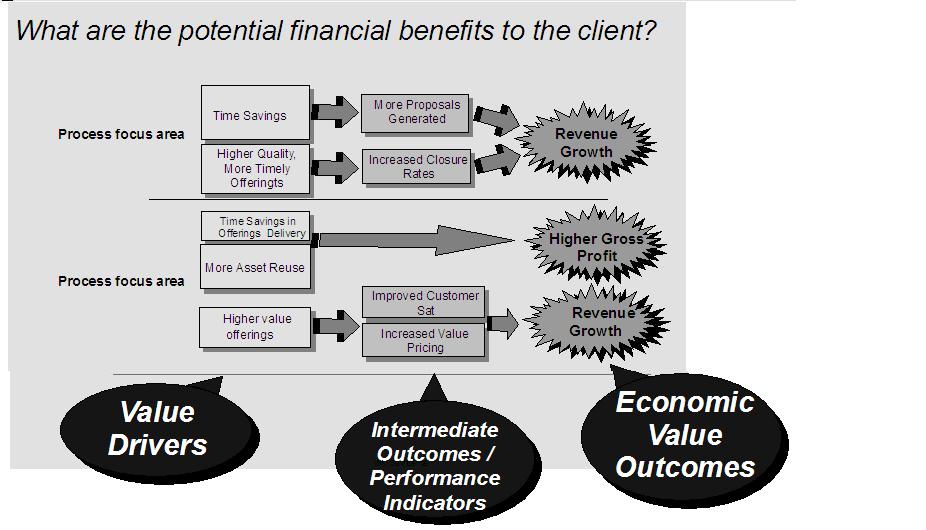 What are the potential financial benefits to the client?
Process focus area
Time Savings
More Proposals
Generated
Revenue
Growth
Higher Quality,
More Timely
Offeringts
Increased Closure
Rates
Process focus area
Time Savings in
Offerings Delivery
More Asset Reuse
Higher Gross
Profit
Higher value
offerings
Improved Customer
Sat
Increased Value
Pricing
Revenue
Growth
Value
Drivers
Intermediate
Outcomes /
Performance
Indicators
Economic
Value
Outcomes